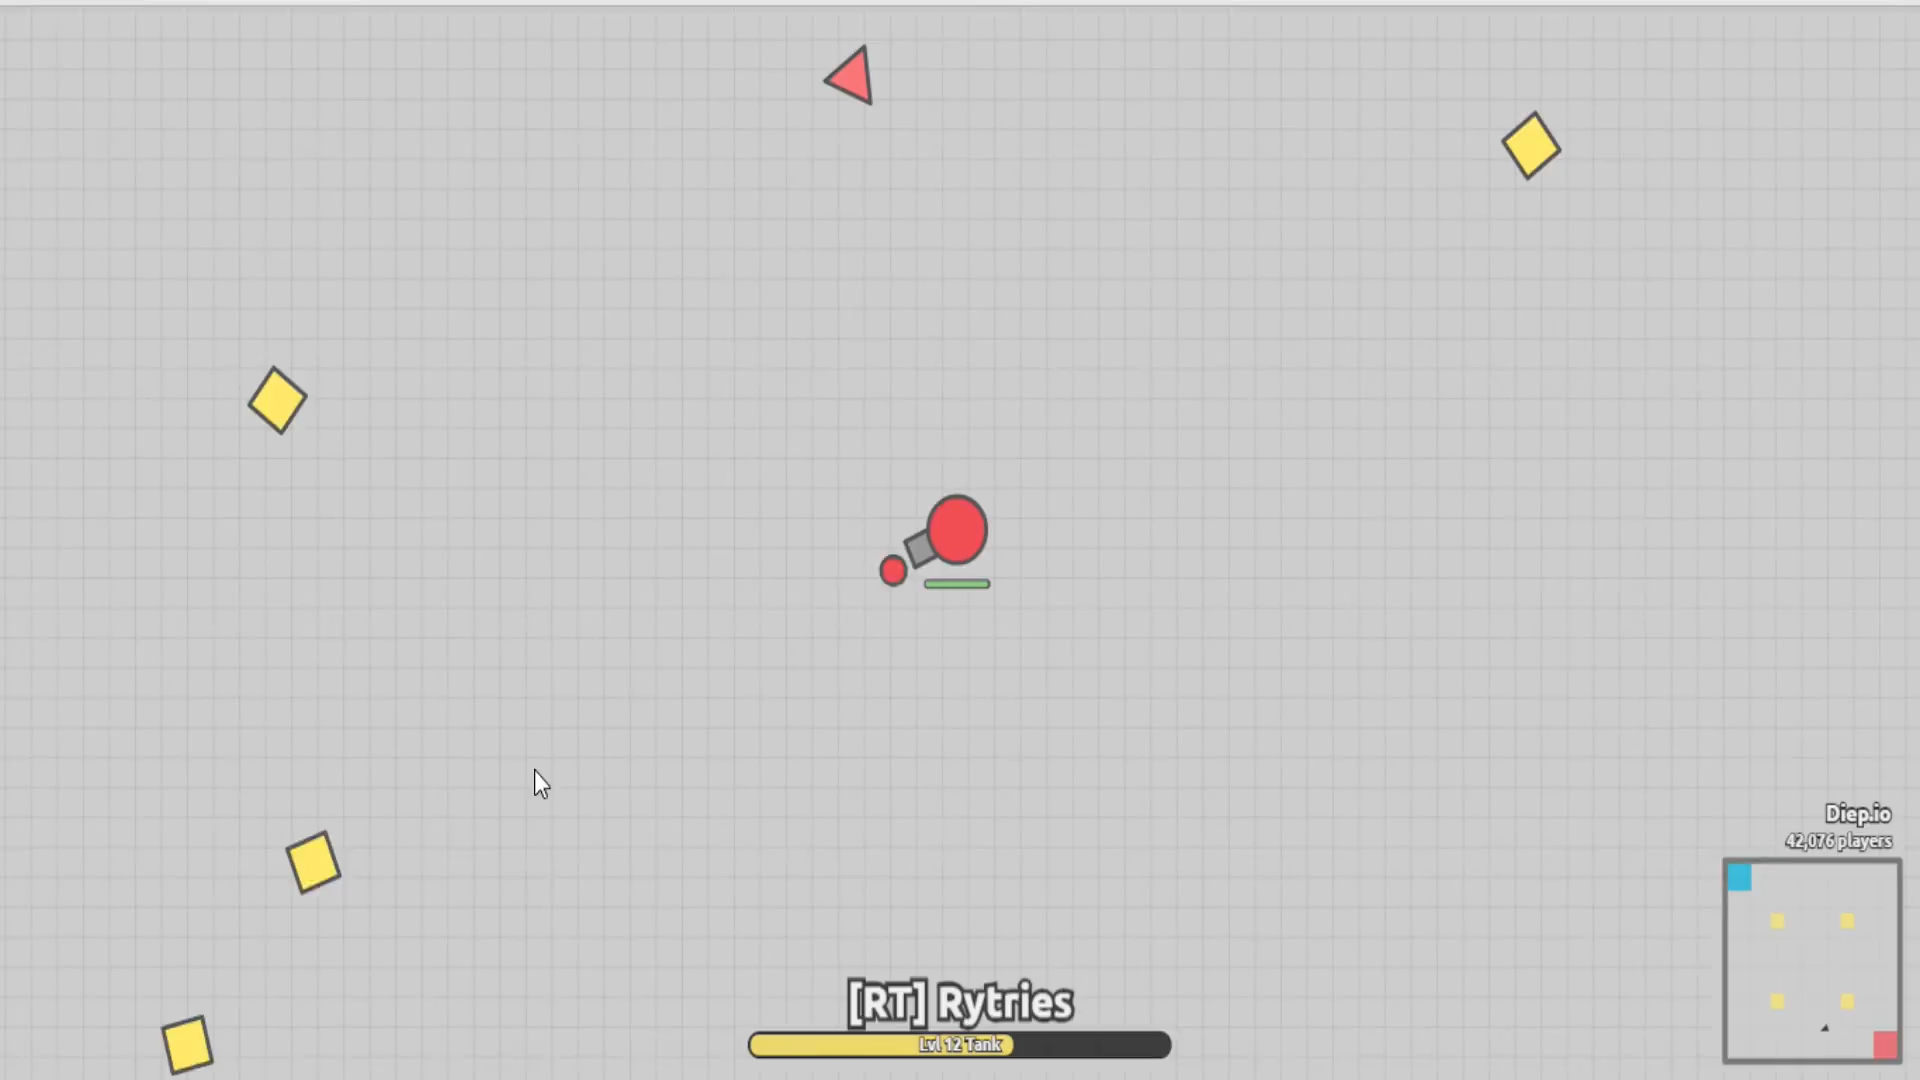 Diep.io
42,076 players
[RT] Rytries
Lvl 12 Tank